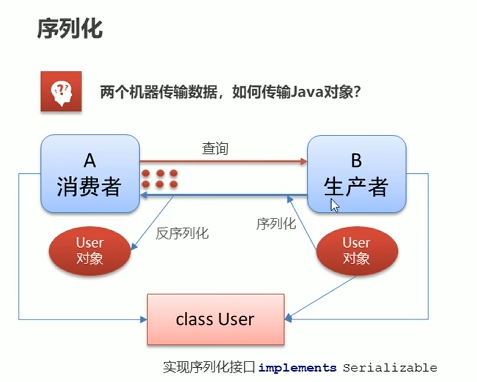 序列化
??
两个机器传输数据，如何传输Java对象？
A
消费者
查询
B
生产者
反序列化
序列化
User
对象
User
对象
class User
实现序列化接口 implements Serializable